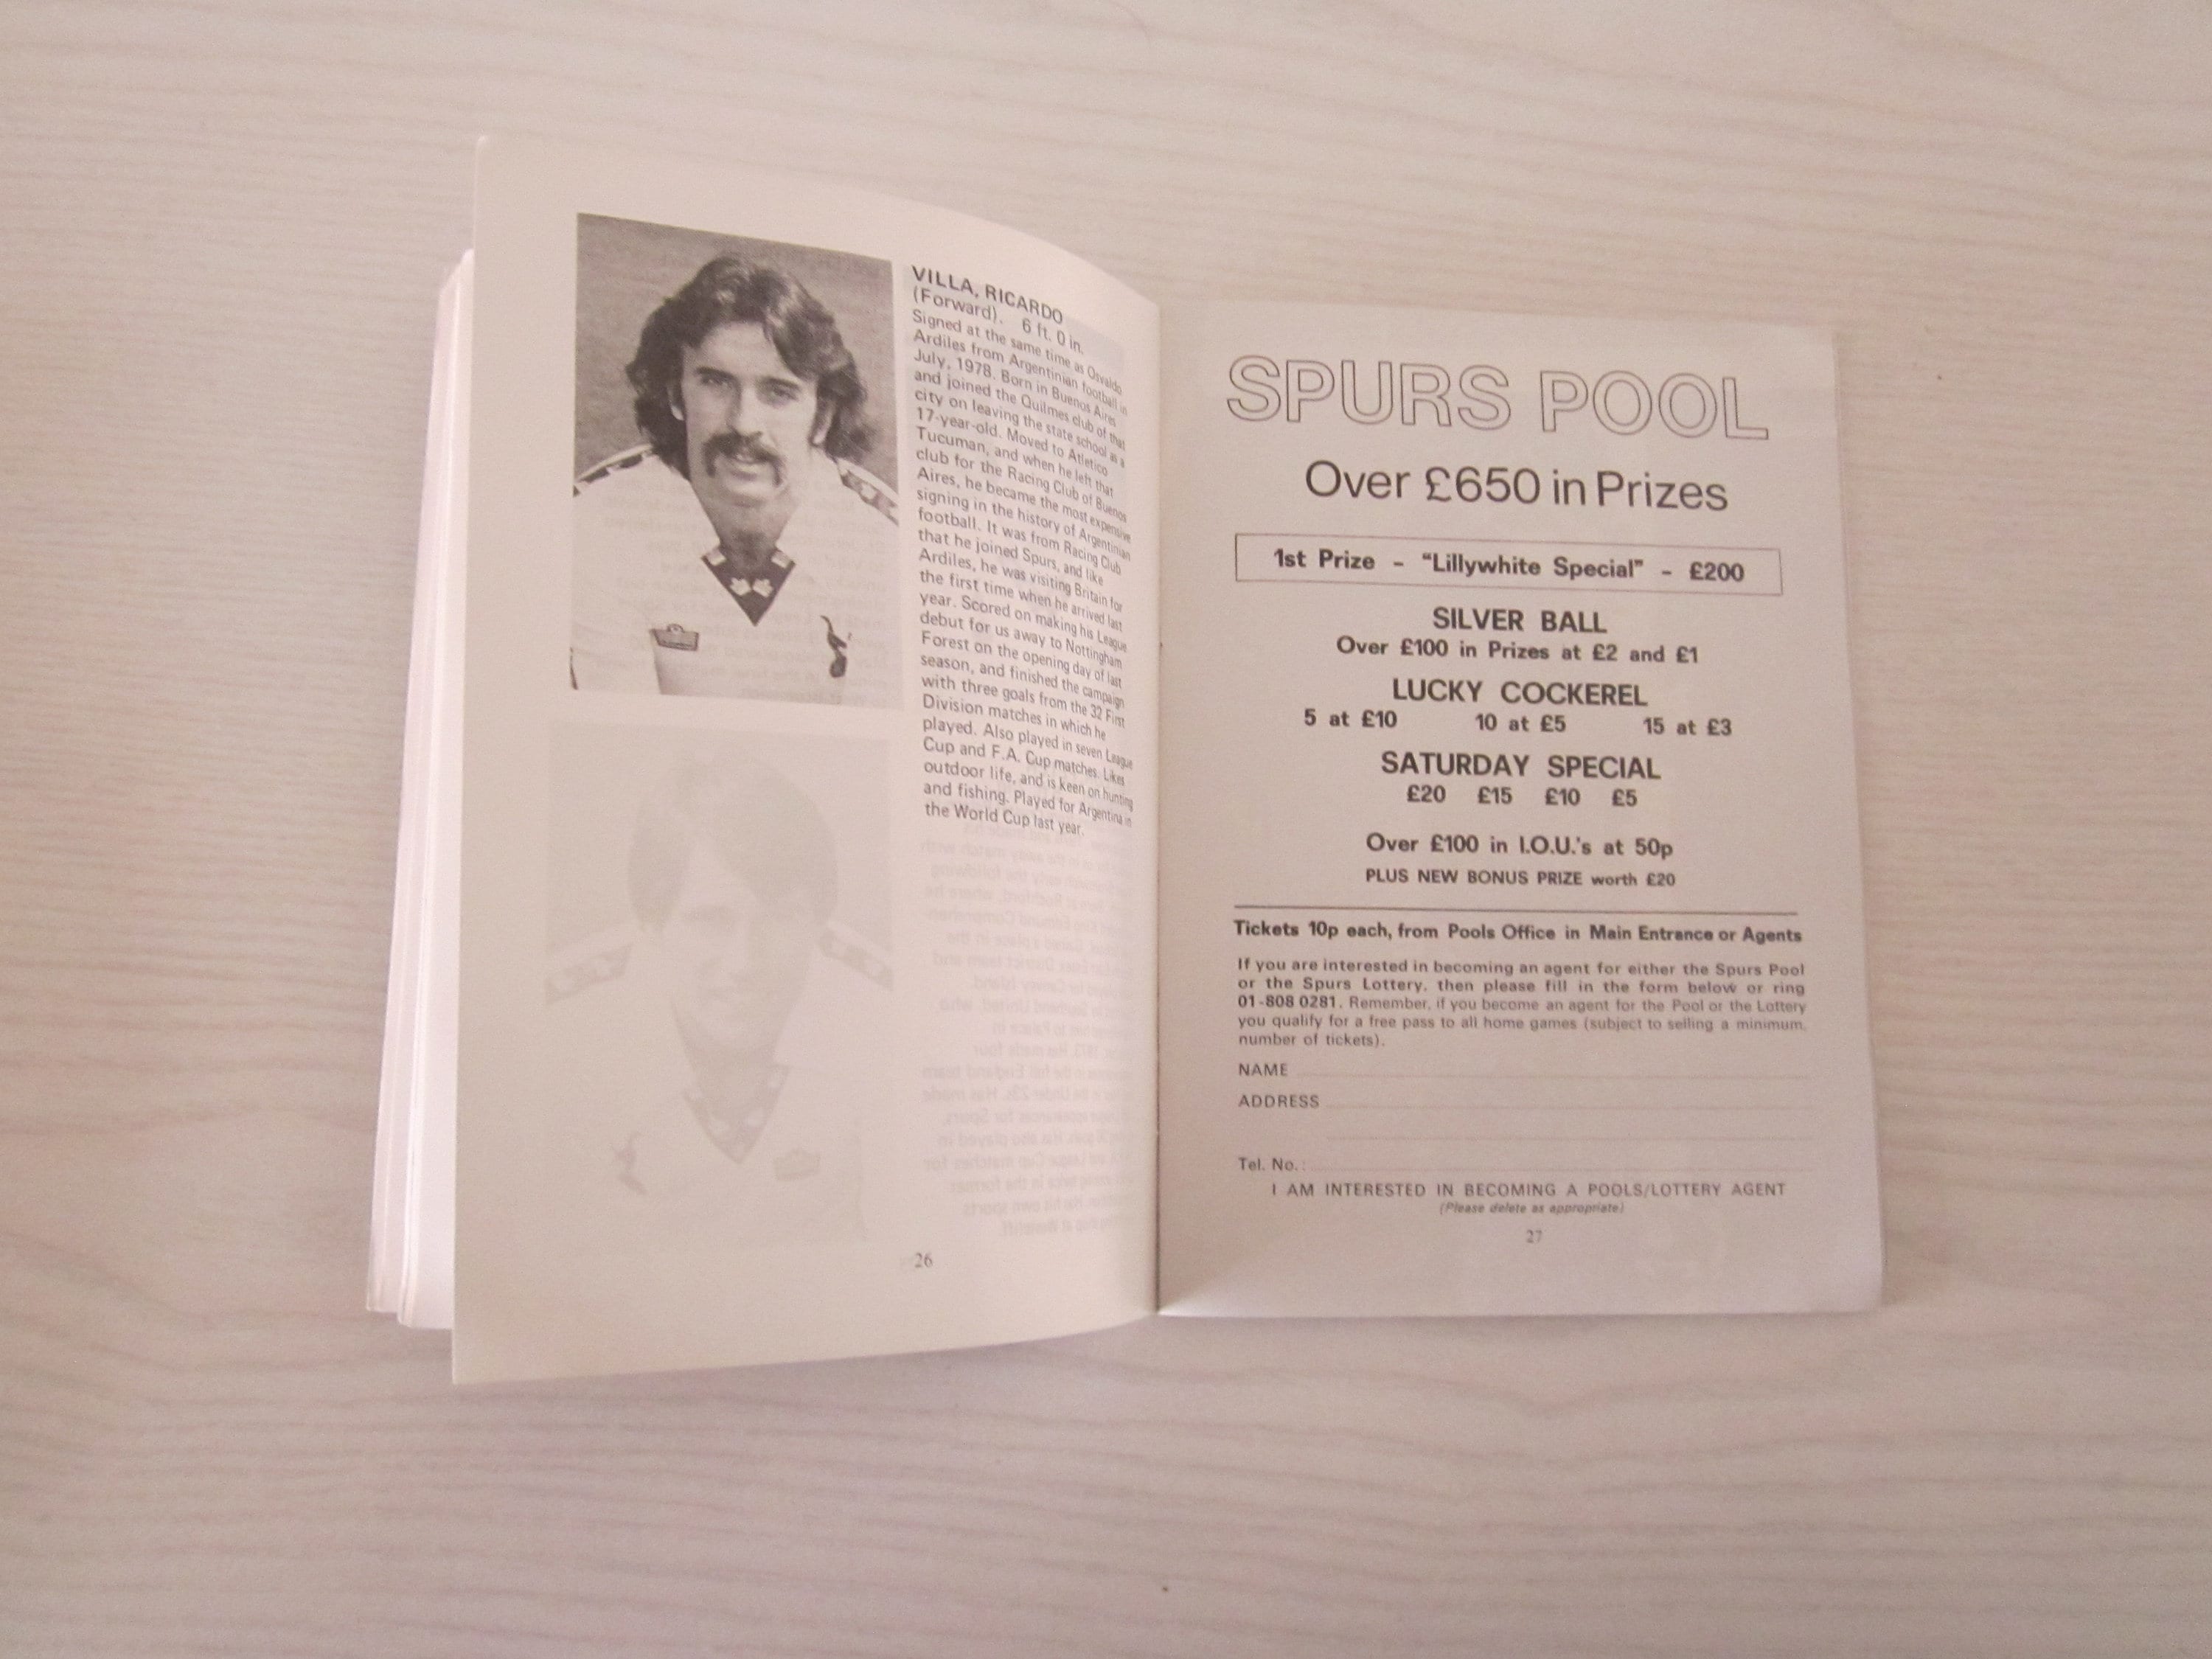 VILLA, RICARDO
(Forward). 6 ft. 0 in.
Signed at the same time as Osvaldo
Ardiles from Argentinian football in
July, 1978. Born in Buenos Aires
and joined the Quilmes club of that
city on leaving the state school as a
17-year-old. Moved to Atletico
Tucuman, and when he left that
club for the Racing Club of Buenos
Aires, he became the most expensive
signing in the history of Argentinian
football. It was from Racing Club
that he joined Spurs, and like
Ardiles, he was visiting Britain for
the first time when he arrived last
year. Scored on making his League
debut for us away to Nottingham
Forest on the opening day of last
season, and finished the campaign
with three goals from the 32 First
Division matches in which he
played. Also played in seven League
Cup and F.A. Cup matches. Likes
outdoor life, and is keen on hunting
and fishing. Played for Argentina in
the World Cup last year.
26
SPURS POOL
Over £650 in Prizes
1st Prize - "Lillywhite Special" - £200
SILVER BALL
Over £100 in Prizes at £2 and £1
LUCKY COCKEREL
5 at £10 10 at £5 15 at £3
SATURDAY SPECIAL
£20 £15 £10 £5
Over £100 in I.O.U.'s at 50p
PLUS NEW BONUS PRIZE worth £20
Tickets 10p each, from Pools Office in Main Entrance or Agents
If you are interested in becoming an agent for either the Spurs Pool
or the Spurs Lottery, then please fill in the form below or ring
01-808 0281. Remember, if you become an agent for the Pool or the Lottery
you qualify for a free pass to all home games (subject to selling a minimum
number of tickets).
NAME
ADDRESS
Tel. No.:
I AM INTERESTED IN BECOMING A POOLS/LOTTERY AGENT
(Please delete as appropriate)
27